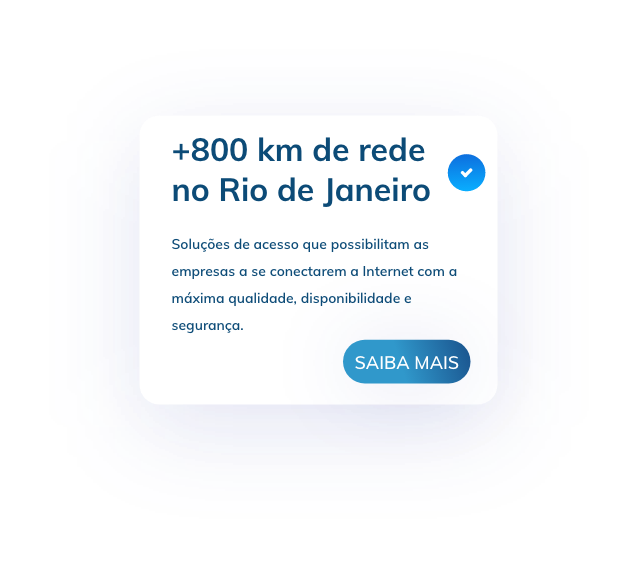 +800 km de rede
no Rio de Janeiro
Soluções de acesso que possibilitam as
empresas a se conectarem a Internet com a
máxima qualidade, disponibilidade e
segurança.
SAIBA MAIS